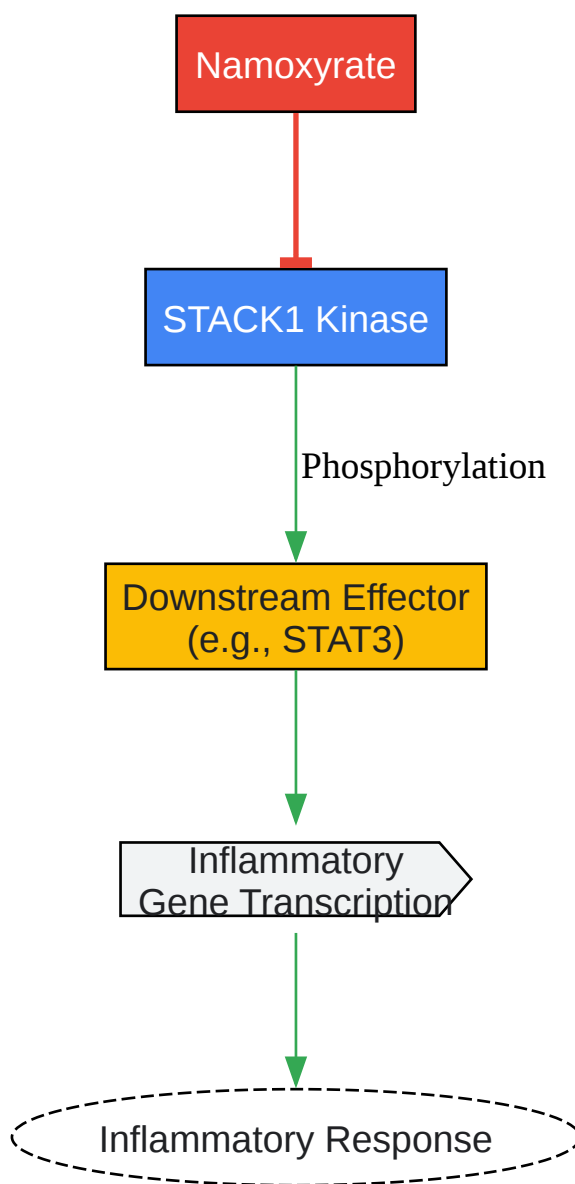 Namoxyrate
STACK1 Kinase
Phosphorylation
Downstream Effector
(e.g., STAT3)
Inflammatory
Gene Transcription
Inflammatory Response